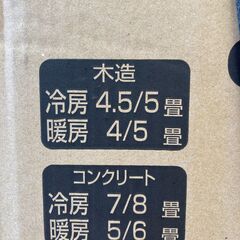 木造
冷房 4.5/5 畳
暖房 4/5 畳
コンクリート
冷房 7/8 畳
暖房 5/6 畳